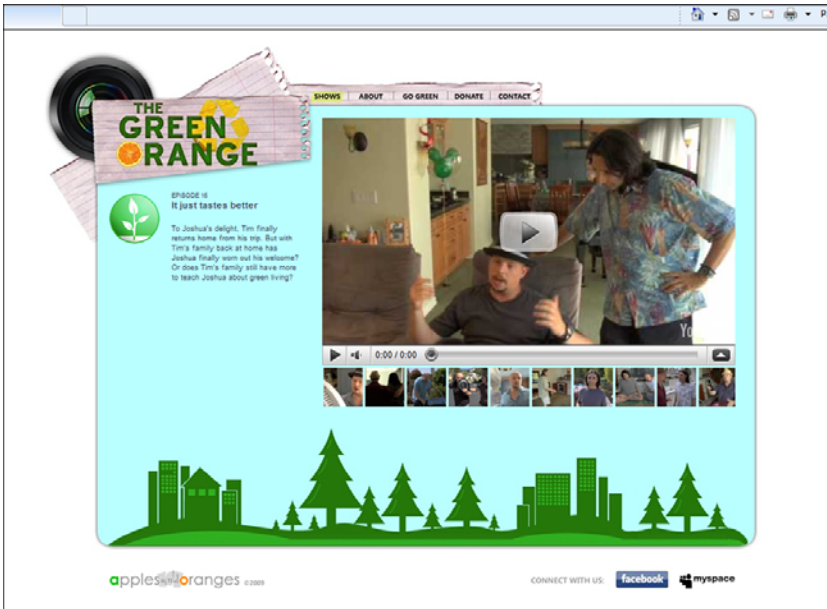 P
SHOWS ABOUT GO GREEN DONATE CONTACT
THE
GREEN
ORANGE
EPISODE 16
It just tastes better
To Joshua's delight, Tim finally
returns home from his trip. But with
Tim's family back at home has
Joshua finally worn out his welcome?
Or does Tim's family still have more
to teach Joshua about green living?
Yo
0:00 / 0:00
apples oranges ©2009
CONNECT WITH US: facebook myspace